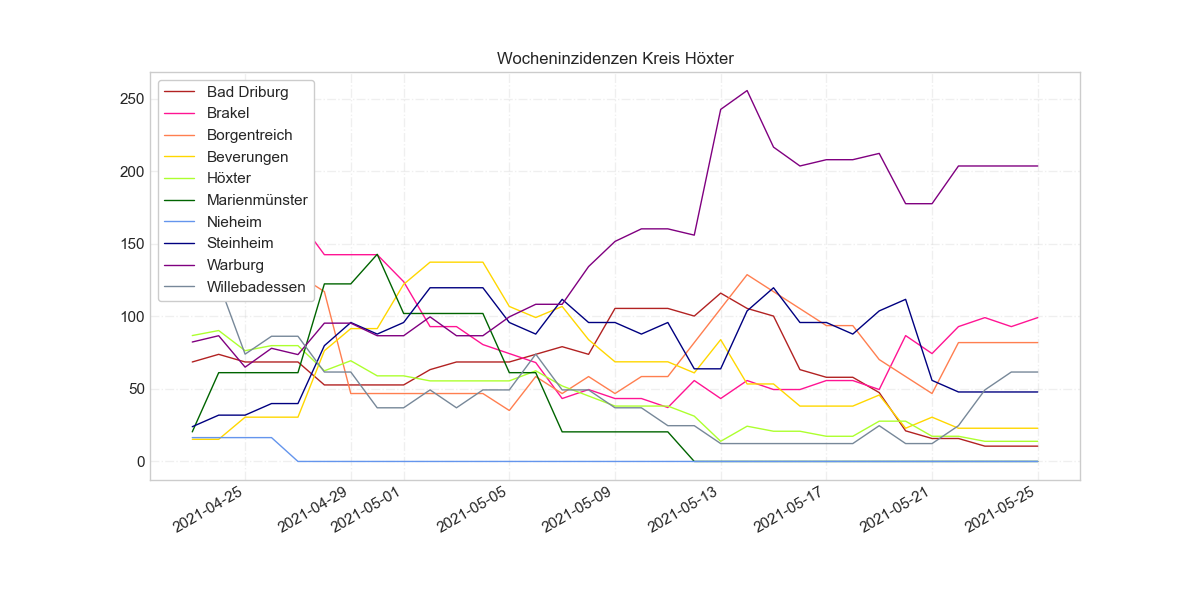 Wocheninzidenzen Kreis Höxter
250
200
150
100
50
0
Bad Driburg
Brakel
Borgentreich
Beverungen
Höxter
Marienmünster
Nieheim
Steinheim
Warburg
Willebadessen
2021-04-25
2021-04-29
2021-05-01
2021-05-05
2021-05-09
2021-05-13
2021-05-17
2021-05-21
2021-05-25